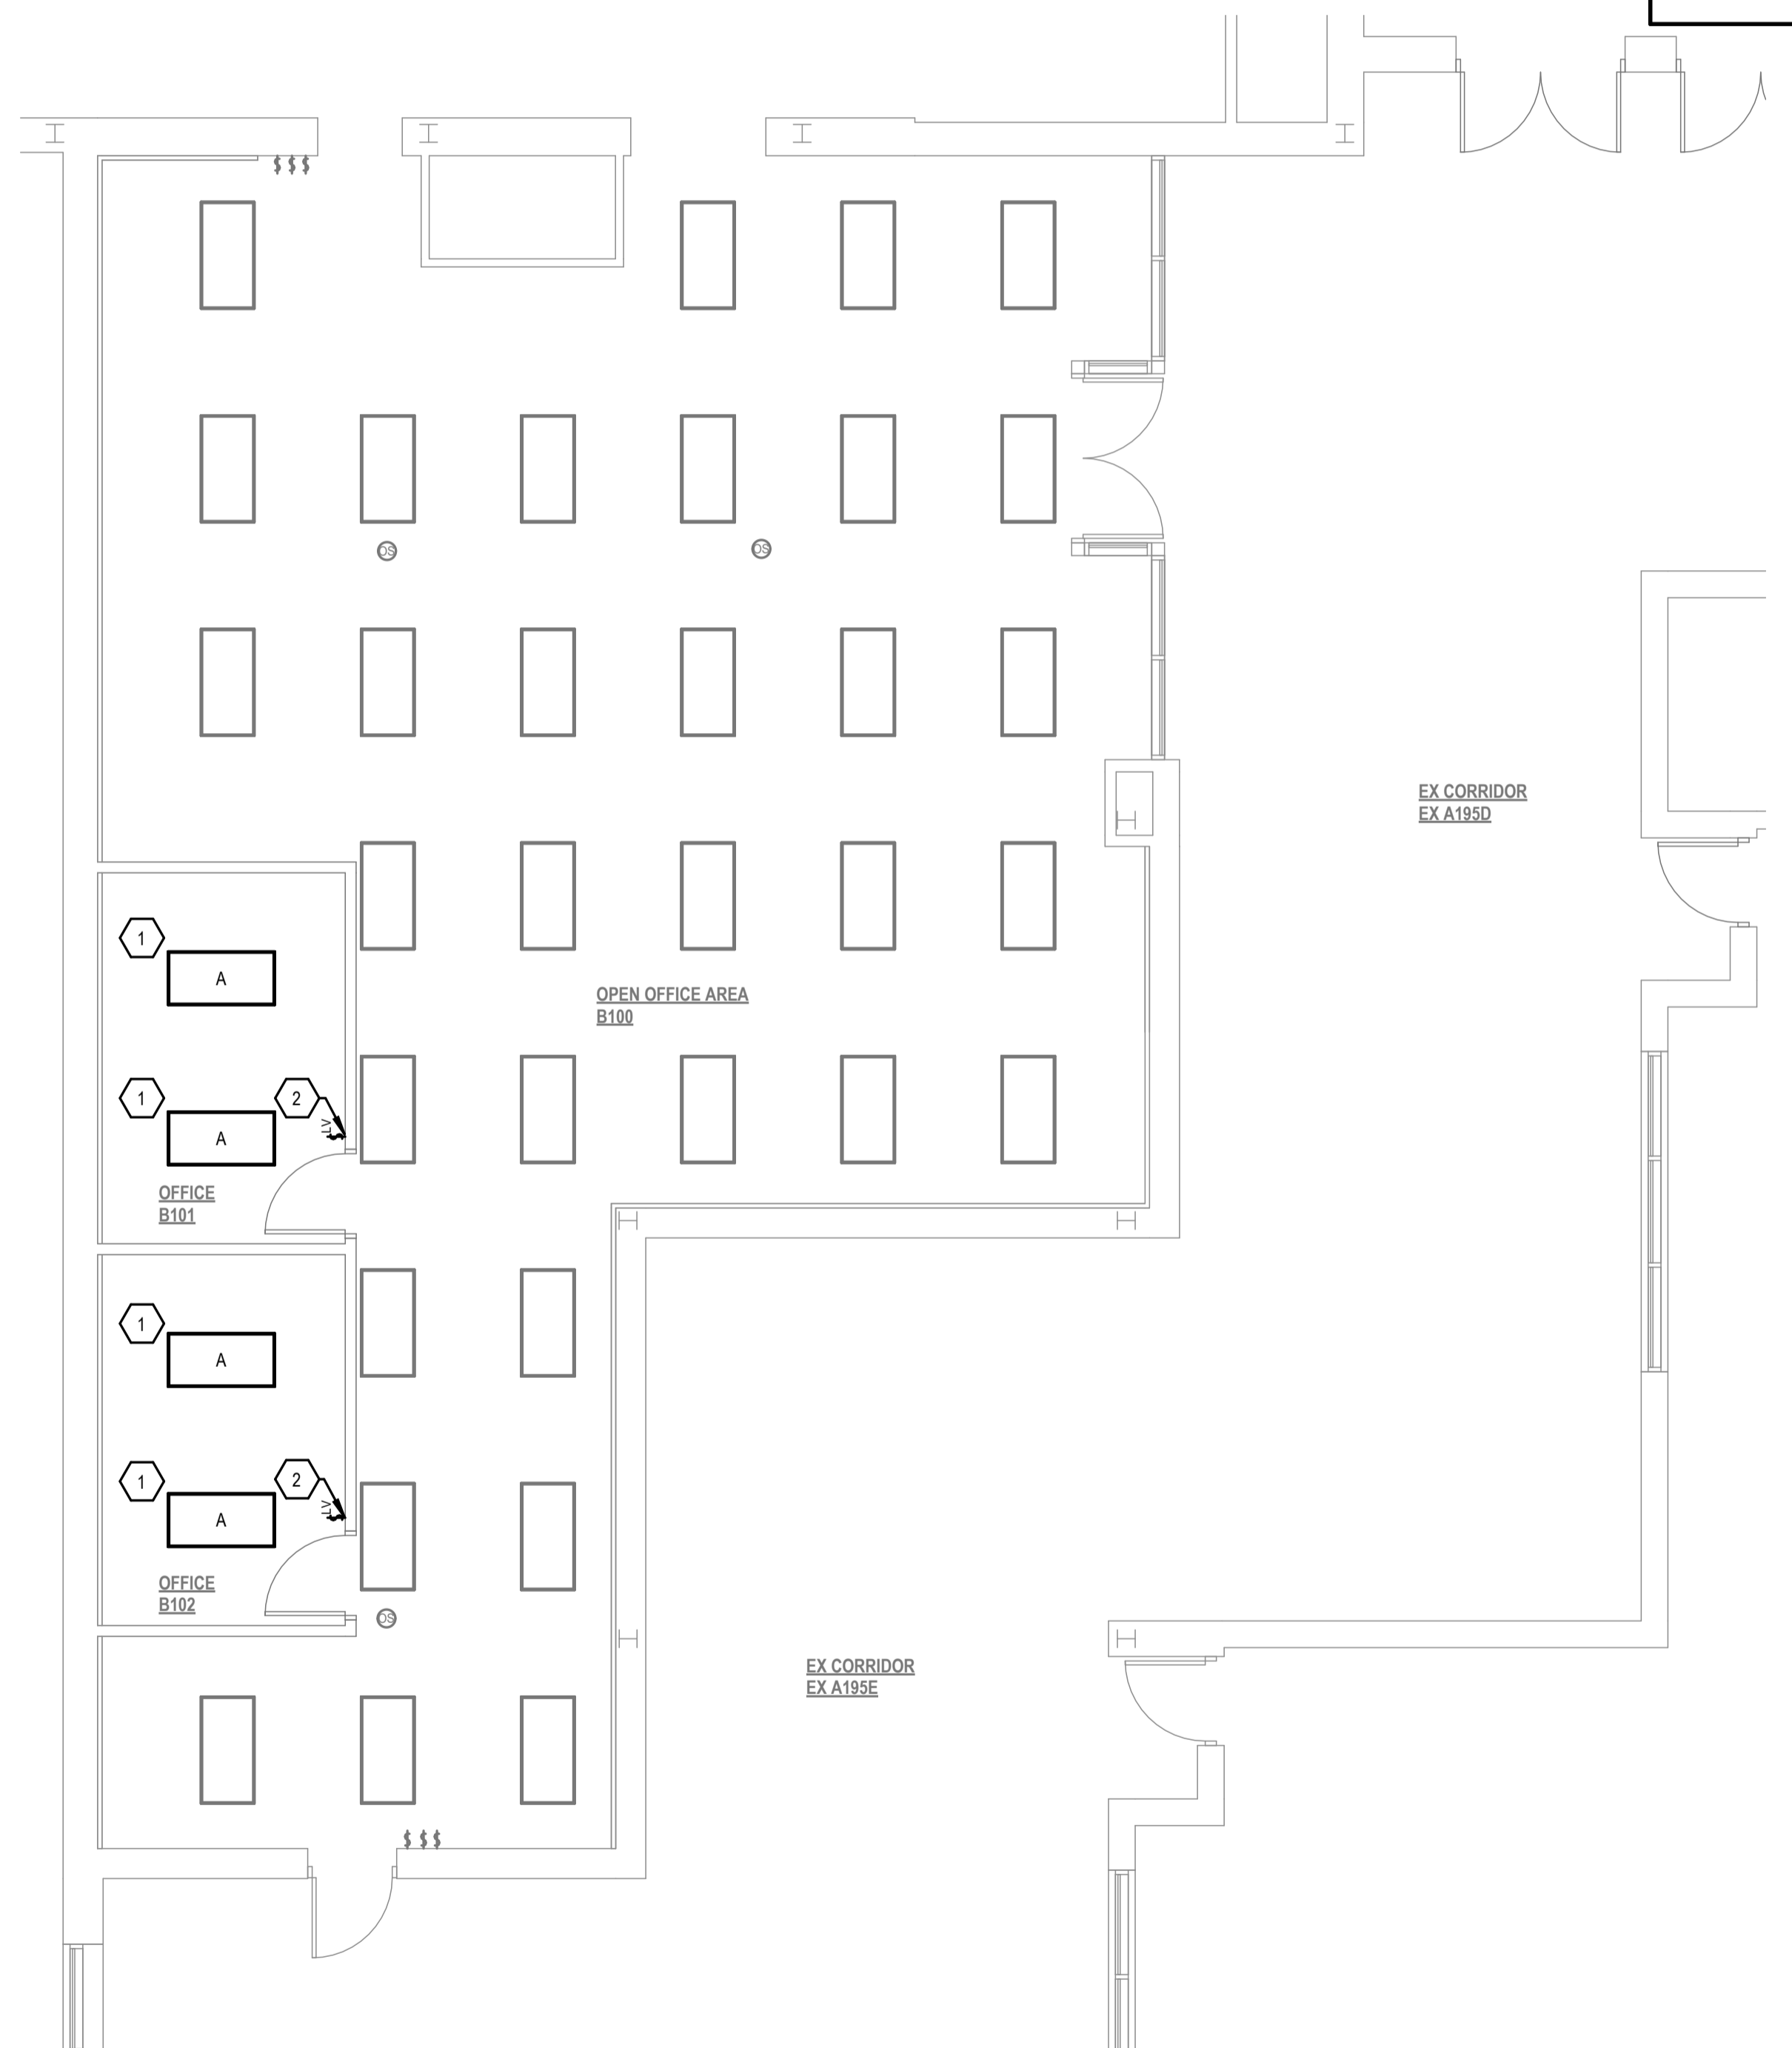 $ $ $
OS
OS
EX CORRIDOR
EX A195D
1
A
OPEN OFFICE AREA
B100
1
2
LV
$
A
OFFICE
B101
1
A
1
2
LV
$
A
OFFICE
B102
OS
EX CORRIDOR
EX A195E
$ $ $